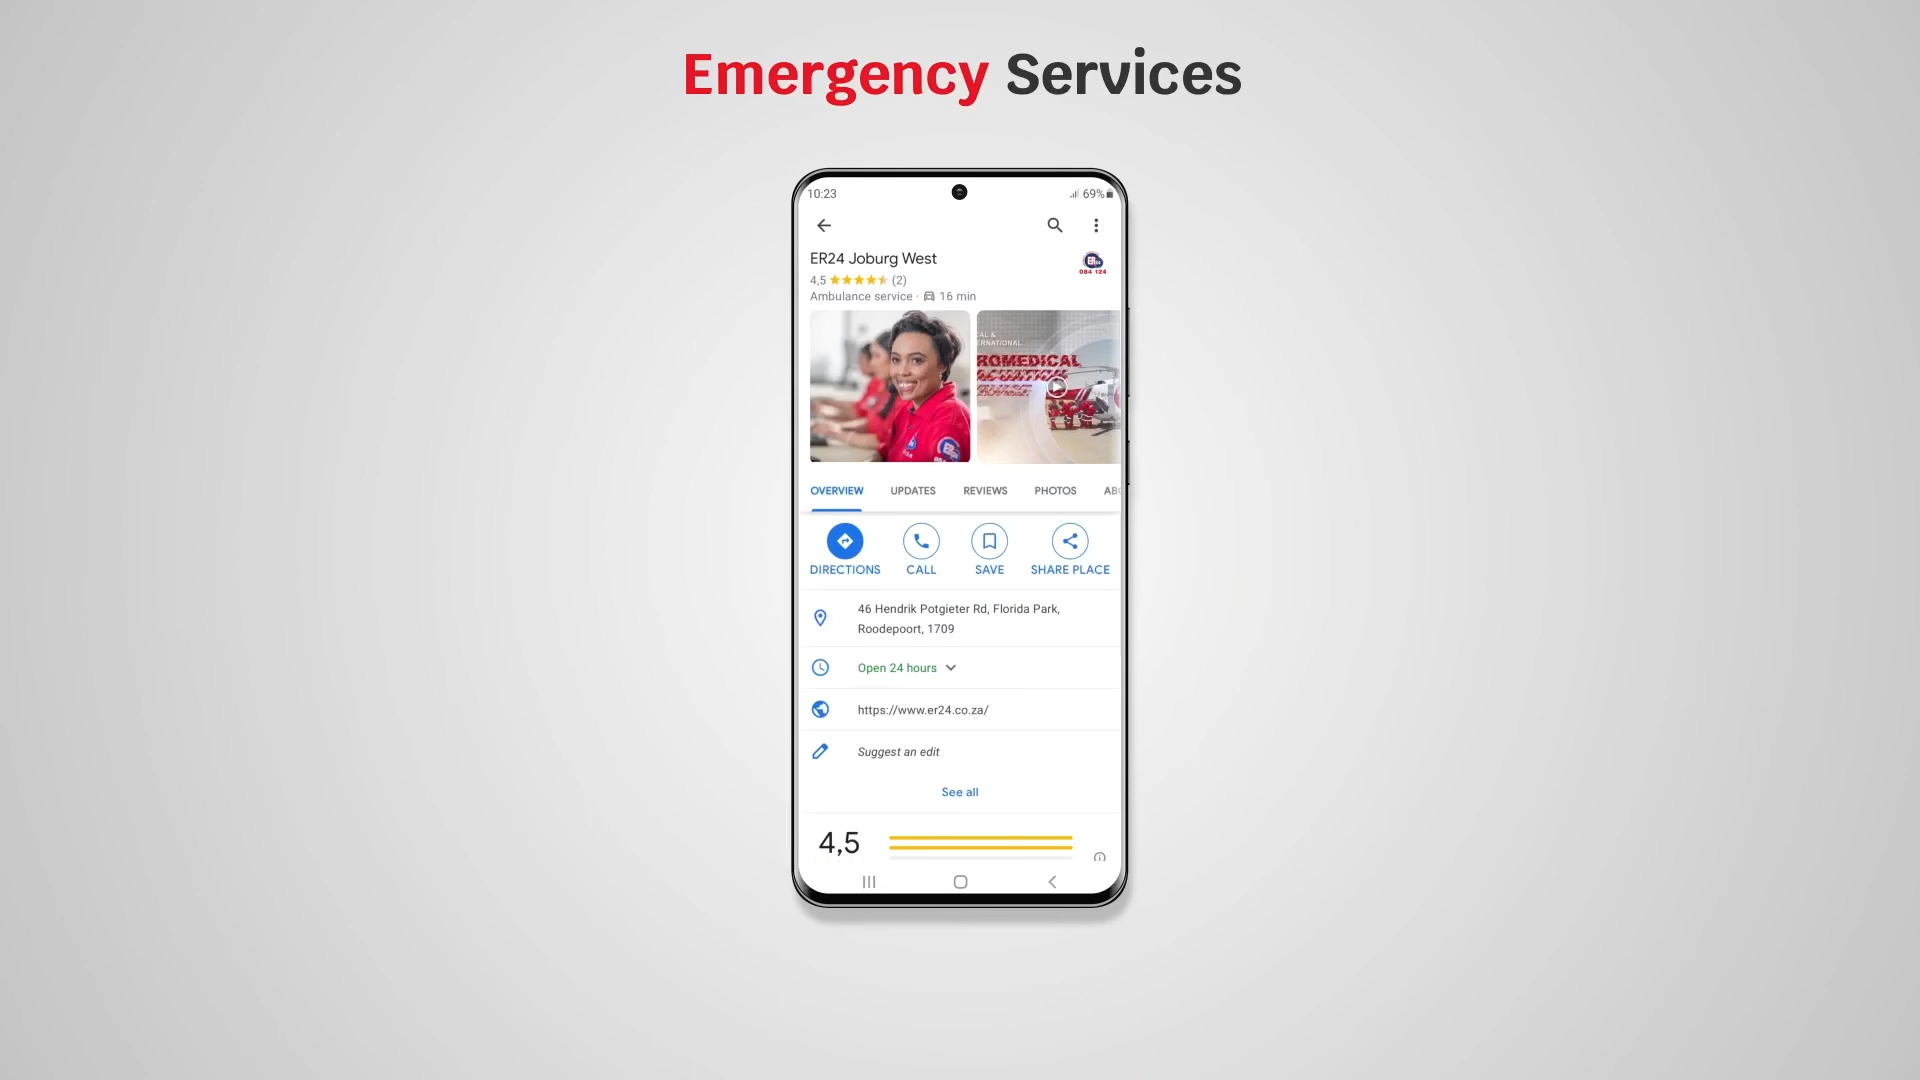 Emergency Services
10:23
69%
ER24 Joburg West
084 124
4,5 (2)
Ambulance service · 16 min
OVERVIEW UPDATES REVIEWS PHOTOS
DIRECTIONS CALL SAVE SHARE PLACE
46 Hendrik Potgieter Rd, Florida Park,
Roodepoort, 1709
Open 24 hours
https://www.er24.co.za/
Suggest an edit
See all
4,5